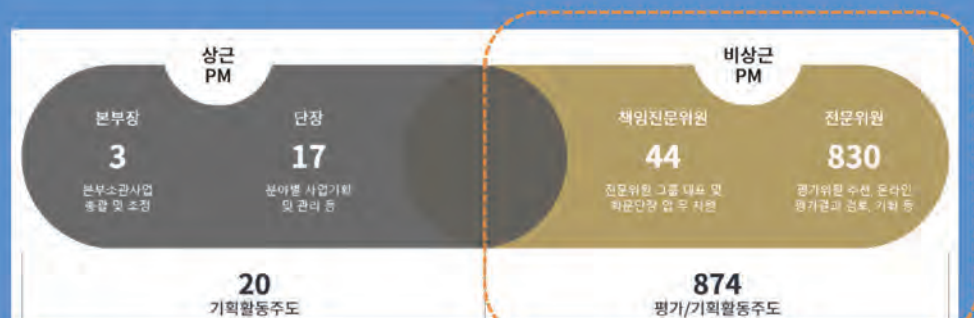 상근
PM
비상근
PM
본부장
단장
책임전문위원
전문위원
3
17
44
830
본부소관사업
총괄 및 조정
분야별 사업기획
및 관리 등
전문위원 그룹 대표 및
학문단장 업무 지원
평가위원 추천, 온라인
평가결과 검토, 기획 등
20
기획활동주도
874
평가/기획활동주도